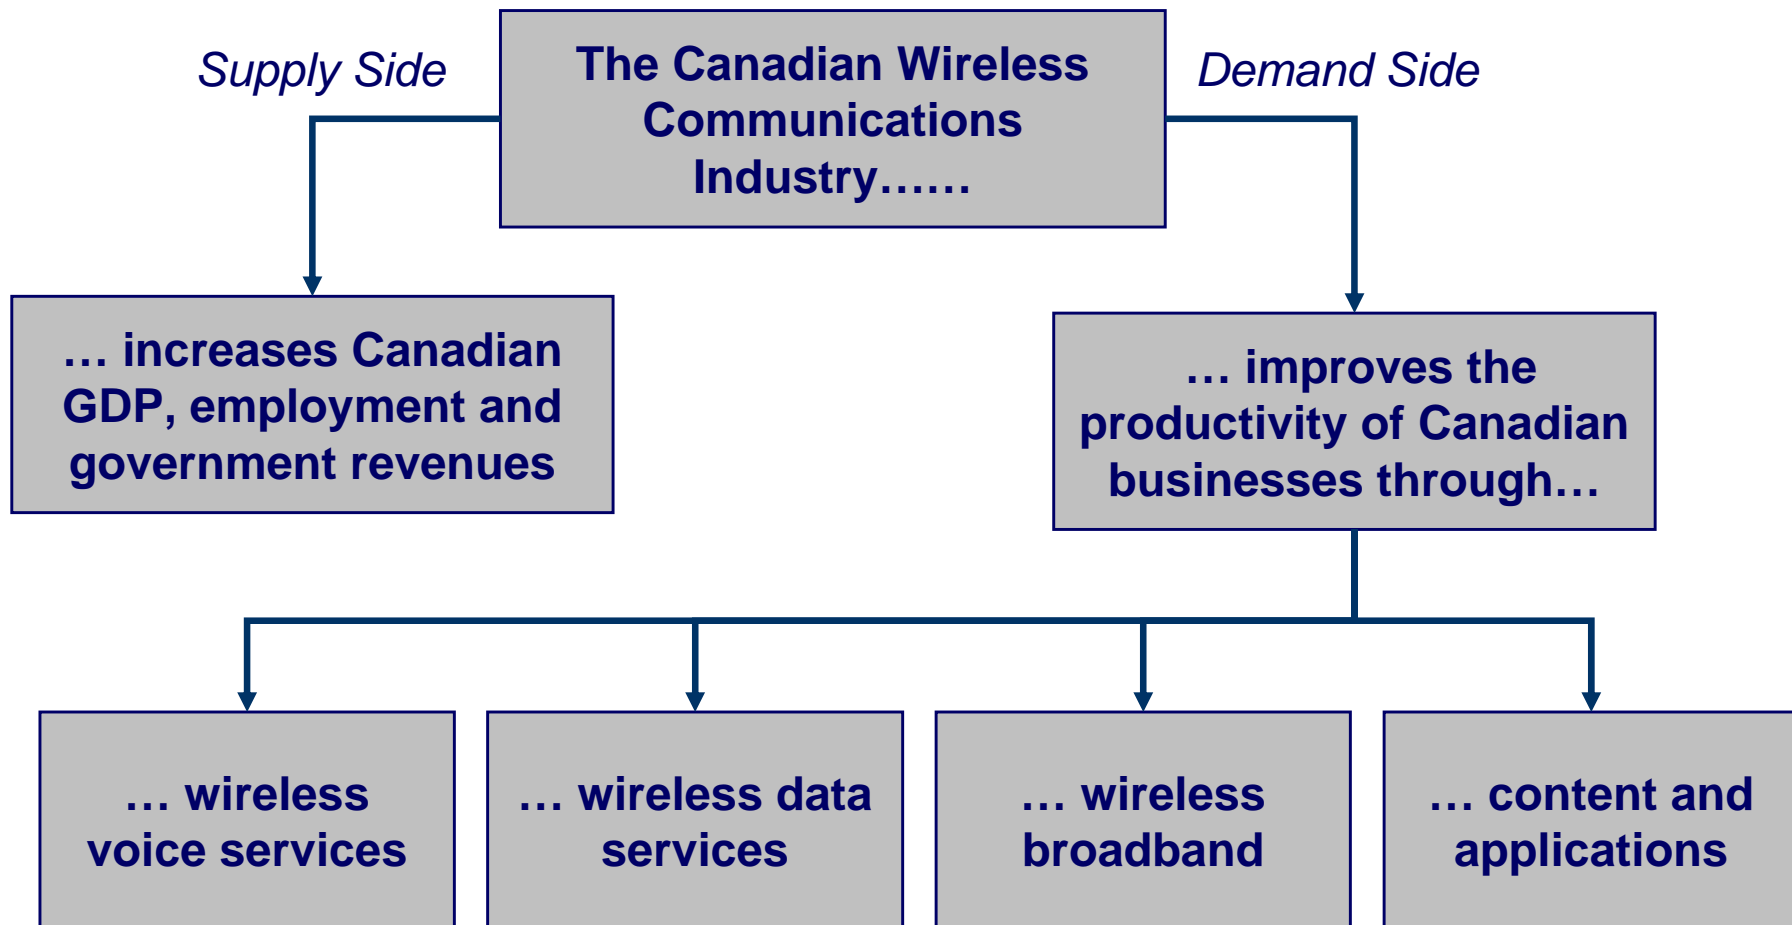 Supply Side
The Canadian Wireless
Communications
Industry……
Demand Side
… increases Canadian
GDP, employment and
government revenues
… improves the
productivity of Canadian
businesses through…
… wireless
voice services
… wireless data
services
… wireless
broadband
… content and
applications